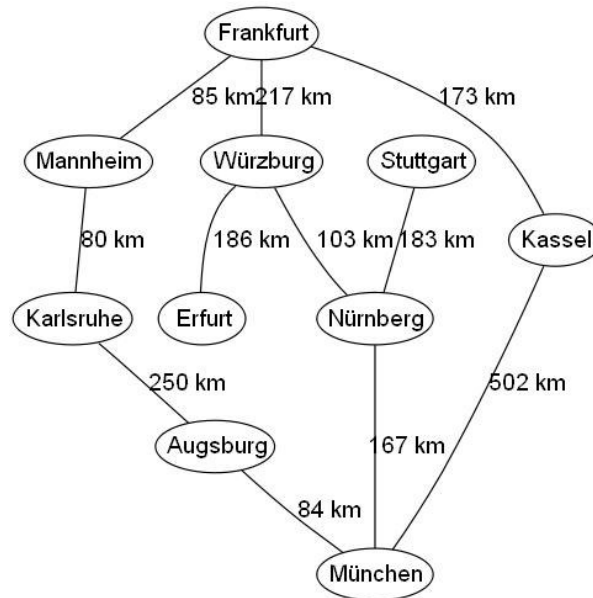 Frankfurt
85 km
217 km
173 km
Mannheim
Würzburg
Stuttgart
Kassel
80 km
186 km
103 km
183 km
Karlsruhe
Erfurt
Nürnberg
250 km
502 km
Augsburg
167 km
84 km
München